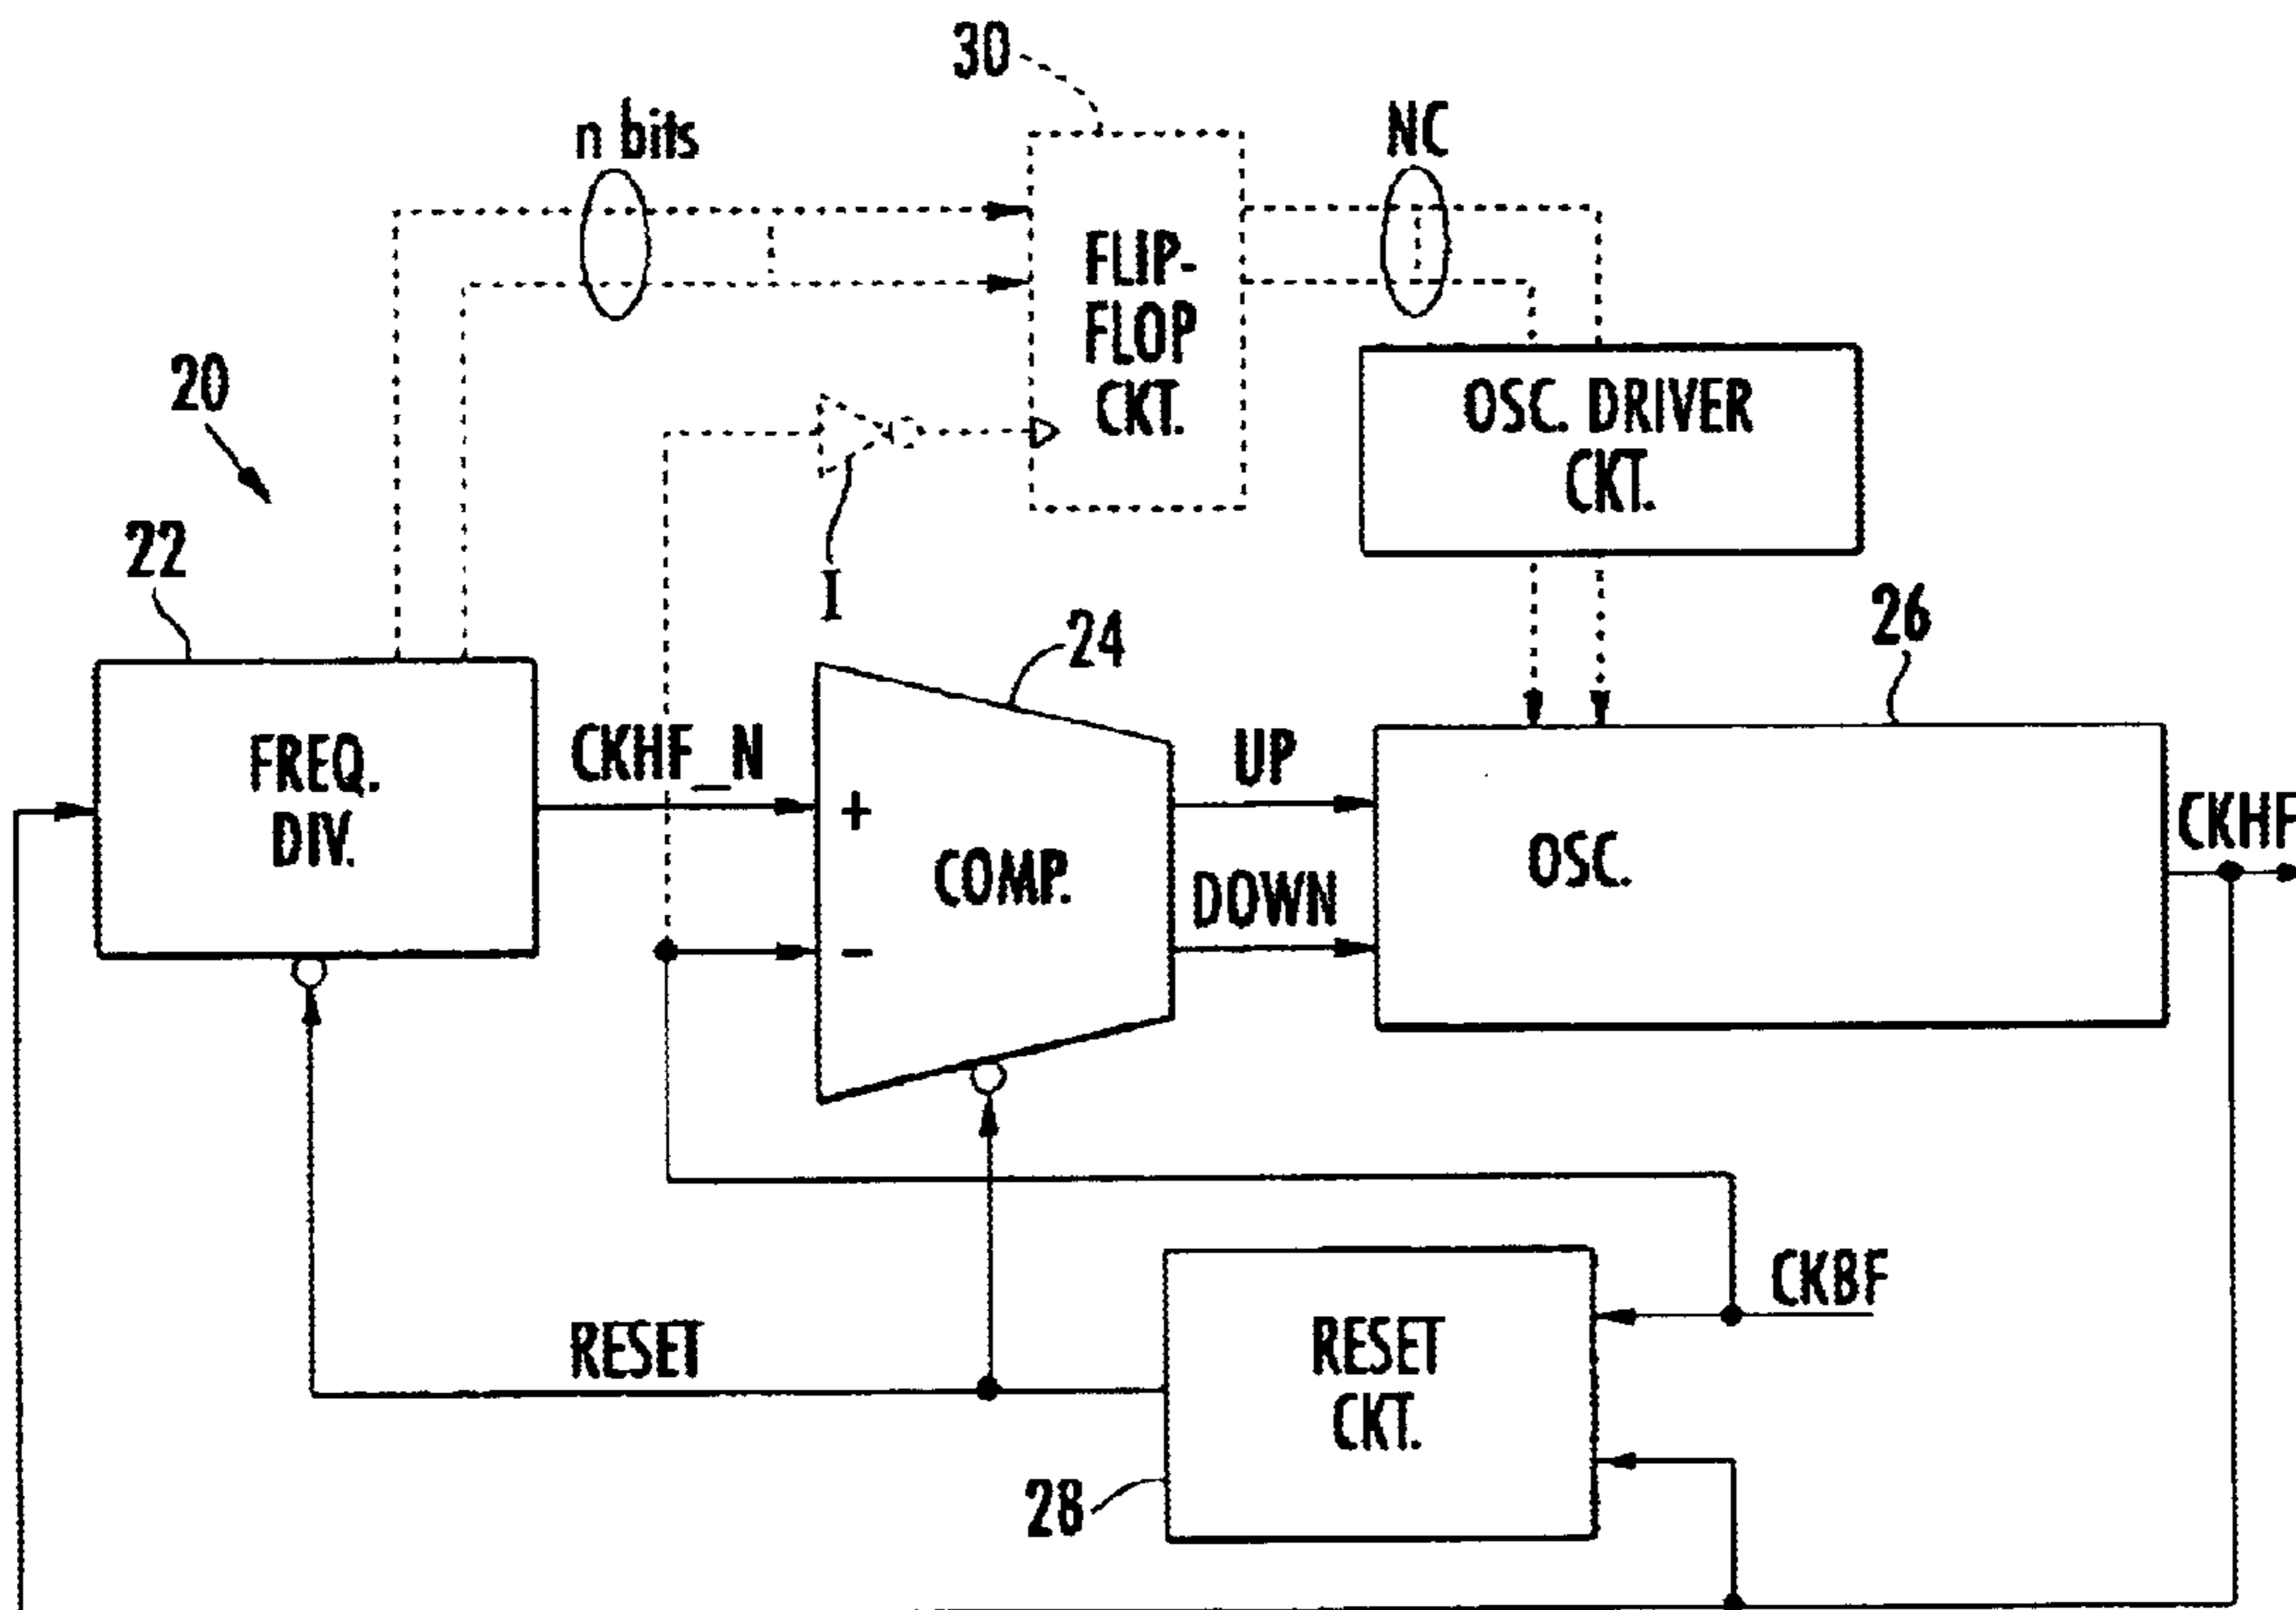 30
n bits
NC
FLIP-
FLOP
CKT.
20
OSC. DRIVER
CKT.
22
I
24
26
FREQ.
DIV.
CKHF_N
+
COMP.
-
UP
DOWN
OSC.
CKHF
RESET
RESET
CKT.
CKBF
28